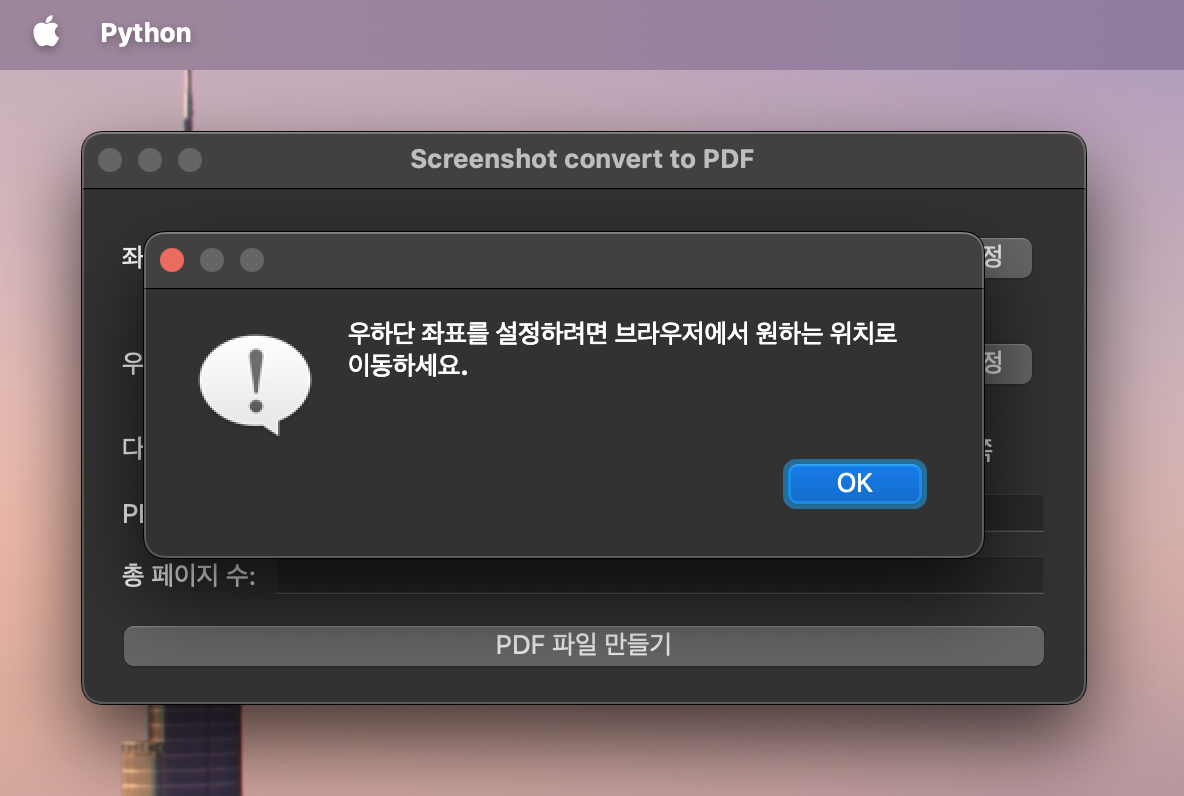 Python
Screenshot convert to PDF
좌
정
우하단 좌표를 설정하려면 브라우저에서 원하는 위치로
이동하세요.
우
정
다
OK
총 페이지 수:
PDF 파일 만들기